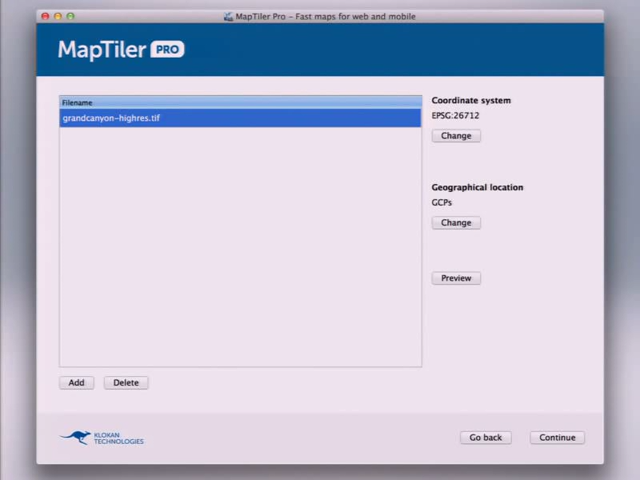 MapTiler Pro – Fast maps for web and mobile
MapTiler PRO
Filename
grandcanyon-highres.tif
Coordinate system
EPSG:26712
Change
Geographical location
GCPs
Change
Preview
Add
Delete
KLOKAN
TECHNOLOGIES
Go back
Continue